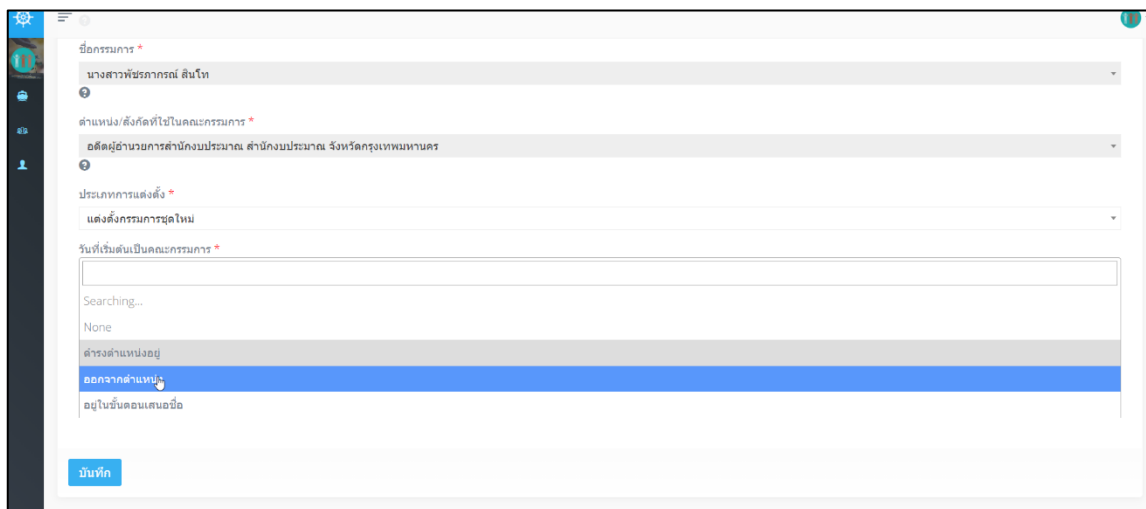 ชื่อกรรมการ *
นางสาวพัชรภากรณ์ สินโท
ตำแหน่ง/สังกัดที่ใช้ในคณะกรรมการ *
อดีตผู้อำนวยการสำนักงบประมาณ สำนักงบประมาณ จังหวัดกรุงเทพมหานคร
ประเภทการแต่งตั้ง *
แต่งตั้งกรรมการชุดใหม่
วันที่เริ่มต้นเป็นคณะกรรมการ *
Searching...
None
ดำรงตำแหน่งอยู่
ออกจากตำแหน่ง
อยู่ในขั้นตอนเสนอชื่อ
บันทึก